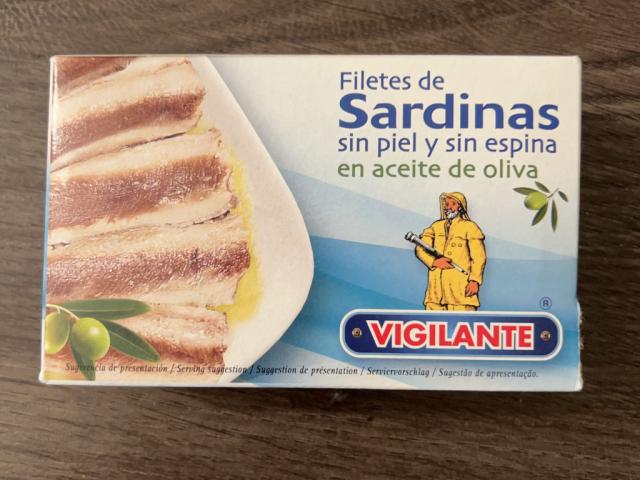 Filetes de
Sardinas
sin piel y sin espina
en aceite de oliva
®
VIGILANTE
Sugerencia de presentación / Serving suggestion / Suggestion de présentation / Serviervorschlag / Sugestão de apresentação.